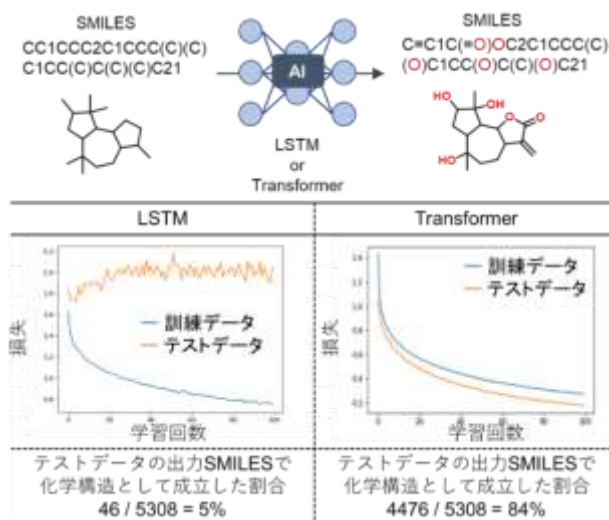 SMILES
CC1CCC2C1CCC(C)(C)
C1CC(C)C(C)(C)C21
AI
LSTM
or
Transformer
SMILES
C=C1C(=O)OC2C1CCC(C)
(O)C1CC(O)C(C)(O)C21
HO
OH
O
O
HO
LSTM
Transformer
訓練データ
テストデータ
損失
学習回数
訓練データ
テストデータ
損失
学習回数
テストデータの出力SMILESで
化学構造として成立した割合
46 / 5308 = 5%
テストデータの出力SMILESで
化学構造として成立した割合
4476 / 5308 = 84%